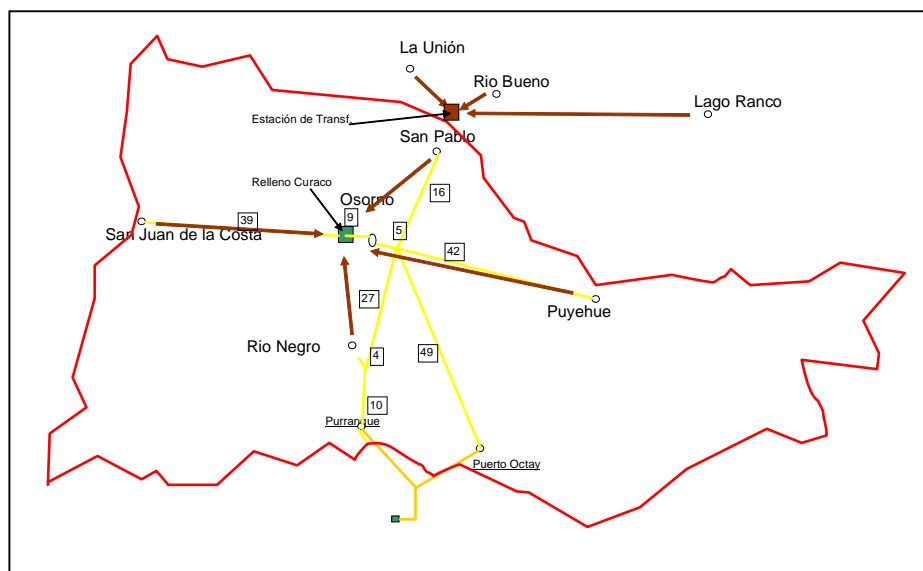 La Unión
Rio Bueno
Lago Ranco
Estación de Transf.
San Pablo
Relleno Curaco
16
Osorno
9
39
5
San Juan de la Costa
42
27
Puyehue
Rio Negro
4
49
10
Purranque
Puerto Octay